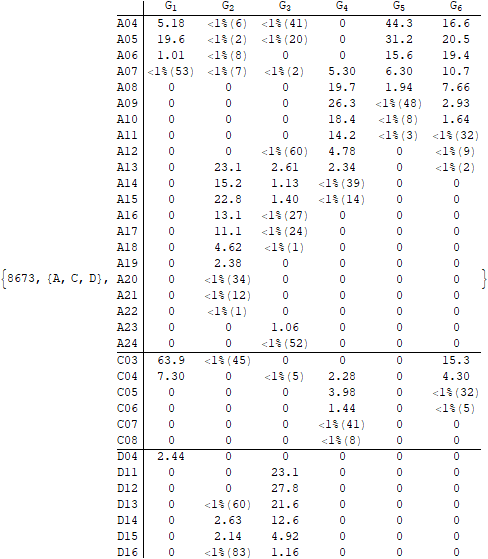 G1 G2 G3 G4 G5 G6
A04 5.18 <1%(6) <1%(41) 0 44.3 16.6
A05 19.6 <1%(2) <1%(20) 0 31.2 20.5
A06 1.01 <1%(8) 0 0 15.6 19.4
A07 <1%(53) <1%(7) <1%(2) 5.30 6.30 10.7
A08 0 0 0 19.7 1.94 7.66
A09 0 0 0 26.3 <1%(48) 2.93
A10 0 0 0 18.4 <1%(8) 1.64
A11 0 0 0 14.2 <1%(3) <1%(32)
A12 0 0 <1%(60) 4.78 0 <1%(9)
A13 0 23.1 2.61 2.34 0 <1%(2)
A14 0 15.2 1.13 <1%(39) 0 0
A15 0 22.8 1.40 <1%(14) 0 0
A16 0 13.1 <1%(27) 0 0 0
A17 0 11.1 <1%(24) 0 0 0
A18 0 4.62 <1%(1) 0 0 0
A19 0 2.38 0 0 0 0
{8673, {A, C, D}, A20 0 <1%(34) 0 0 0 0 }
A21 0 <1%(12) 0 0 0 0
A22 0 <1%(1) 0 0 0 0
A23 0 0 1.06 0 0 0
A24 0 0 <1%(52) 0 0 0
C03 63.9 <1%(45) 0 0 0 15.3
C04 7.30 0 <1%(5) 2.28 0 4.30
C05 0 0 0 3.98 0 <1%(32)
C06 0 0 0 1.44 0 <1%(5)
C07 0 0 0 <1%(41) 0 0
C08 0 0 0 <1%(8) 0 0
D04 2.44 0 0 0 0 0
D11 0 0 23.1 0 0 0
D12 0 0 27.8 0 0 0
D13 0 <1%(60) 21.6 0 0 0
D14 0 2.63 12.6 0 0 0
D15 0 2.14 4.92 0 0 0
D16 0 <1%(83) 1.16 0 0 0